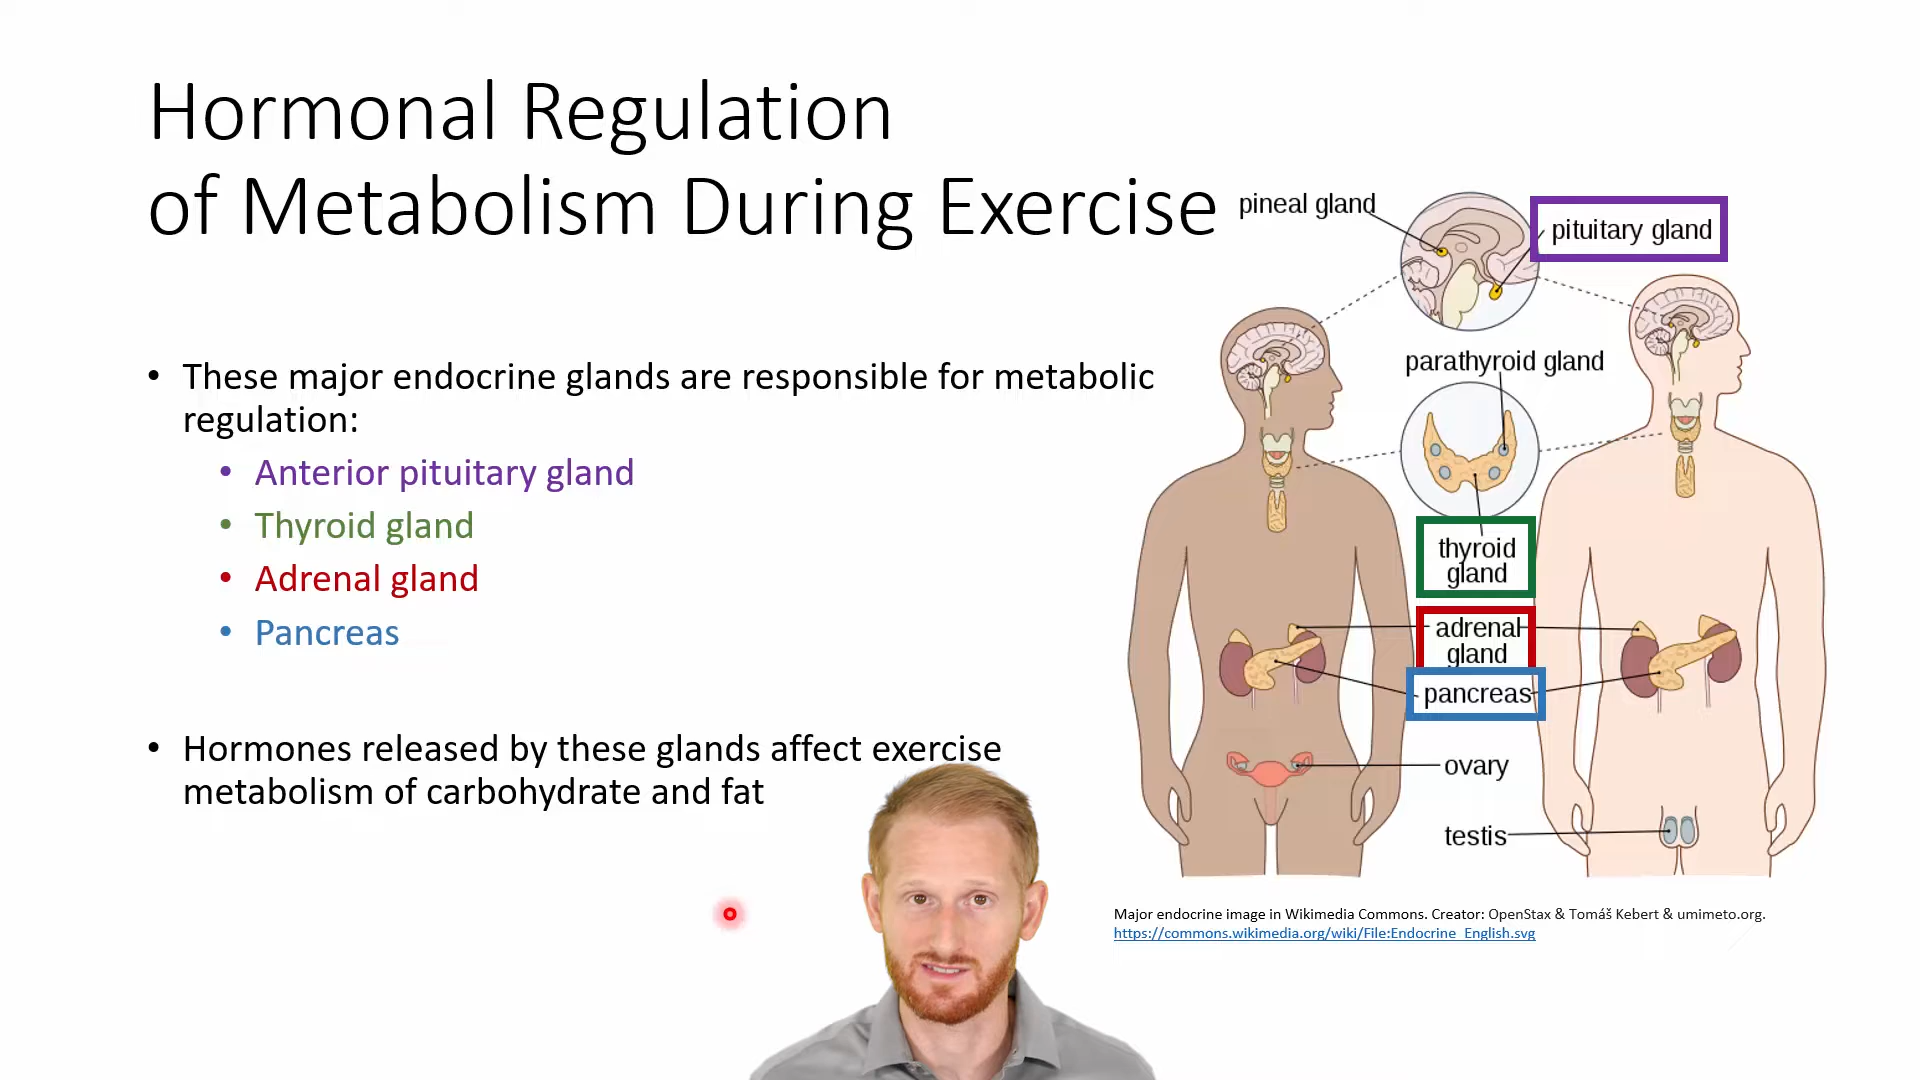 Hormonal Regulation
of Metabolism During Exercise
• These major endocrine glands are responsible for metabolic
regulation:
• Anterior pituitary gland
• Thyroid gland
• Adrenal gland
• Pancreas
• Hormones released by these glands affect exercise
metabolism of carbohydrate and fat
pineal gland
pituitary gland
parathyroid gland
thyroid
gland
adrenal
gland
pancreas
ovary
testis
Major endocrine image in Wikimedia Commons. Creator: OpenStax & Tomáš Kebert & umimeto.org.
https://commons.wikimedia.org/wiki/File:Endocrine_English.svg